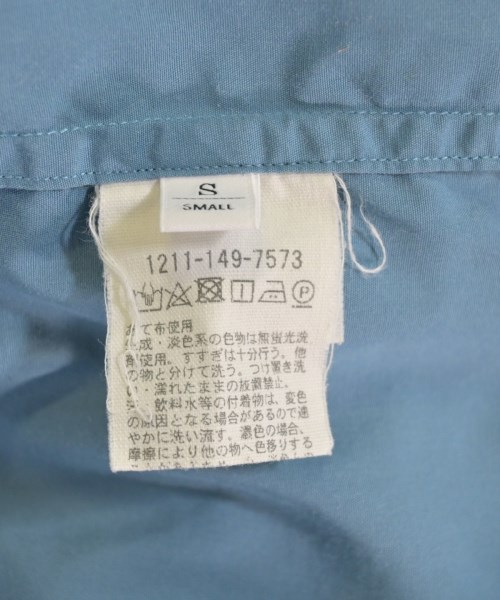 S
SMALL
1211-149-7573
あて布使用
生成・淡色系の色物は無蛍光洗
剤使用。すすぎは十分行う。他
の物と分けて洗う。つけ置き洗
い・濡れたままの放置禁止。
飲料水等の付着物は、変色
の原因となる場合があるので速
やかに洗い流す。濃色の場合、
摩擦により他の物へ色移りする